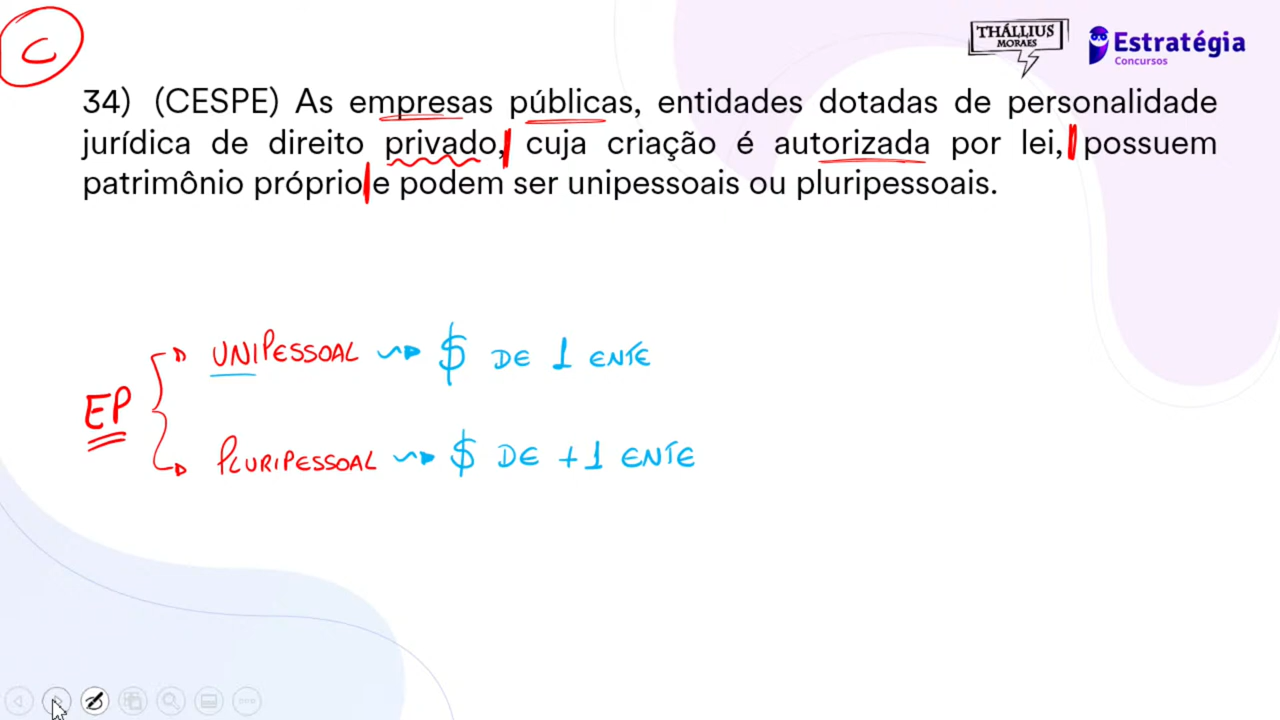 C
THÁLLIUS
MORAES
Estratégia
Concursos
34) (CESPE) As empresas públicas, entidades dotadas de personalidade
jurídica de direito privado, cuja criação é autorizada por lei, possuem
patrimônio próprio e podem ser unipessoais ou pluripessoais.
EP
UNIPESSOAL $ DE 1 ENTE
PLURIPESSOAL $ DE +1 ENTE